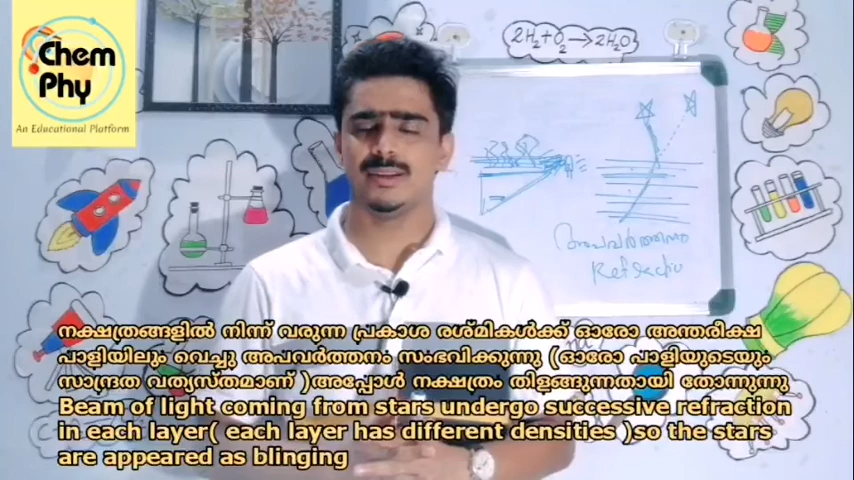 Chem
Phy
An Educational Platform
2H₂+O₂→2H₂O
അപവർത്തനം
Refraction
നക്ഷത്രങ്ങളിൽ നിന്ന് വരുന്ന പ്രകാശ രശ്മികൾക്ക് ഓരോ അന്തരീക്ഷ
പാളിയിലും വെച്ചു അപവർത്തനം സംഭവിക്കുന്നു (ഓരോ പാളിയുടെയും
സാന്ദ്രത വത്യസ്തമാണ് )അപ്പോൾ നക്ഷത്രം തിളങ്ങുന്നതായി തോന്നുന്നു
Beam of light coming from stars undergo successive refraction
in each layer( each layer has different densities )so the stars
are appeared as blinging